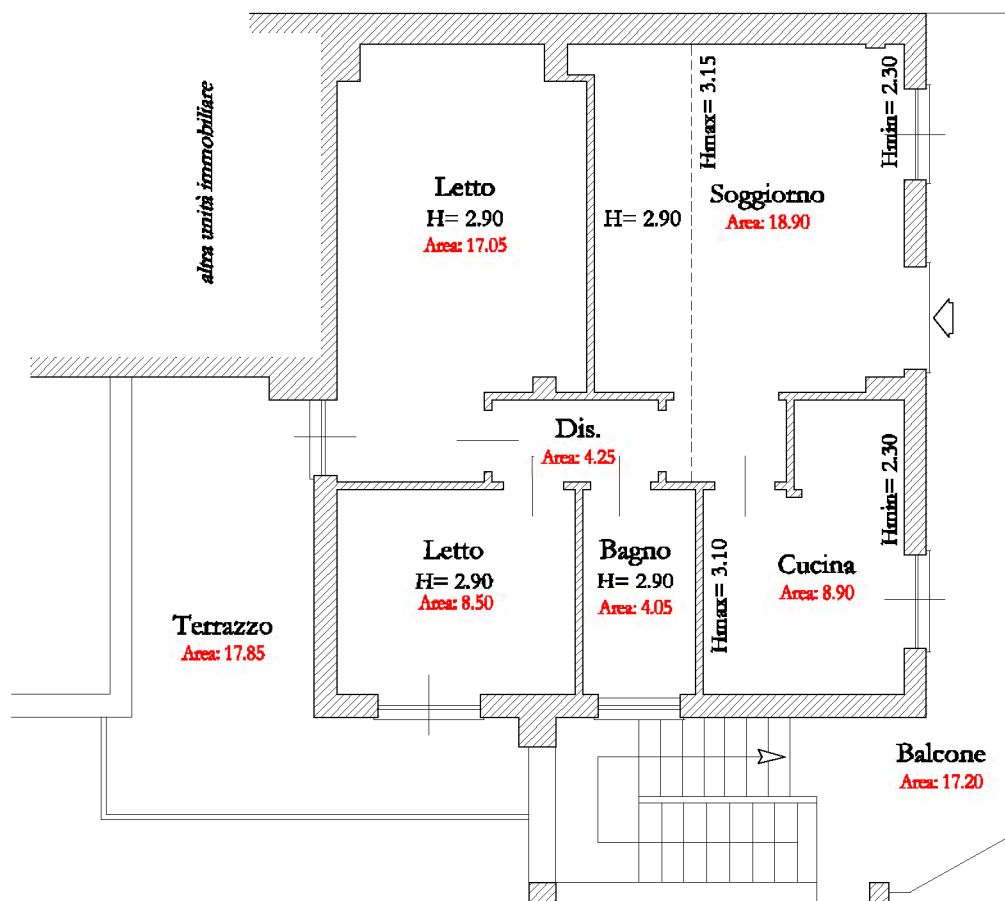 altra unità immobiliare
Letto
H= 2.90
Area: 17.05
H= 2.90
Hmax= 3.15
Soggiorno
Area: 18.90
Hmin= 2.30
Dis.
Area: 4.25
Letto
H= 2.90
Area: 8.50
Bagno
H= 2.90
Area: 4.05
Hmax= 3.10
Cucina
Area: 8.90
Hmin= 2.30
Terrazzo
Area: 17.85
Balcone
Area: 17.20